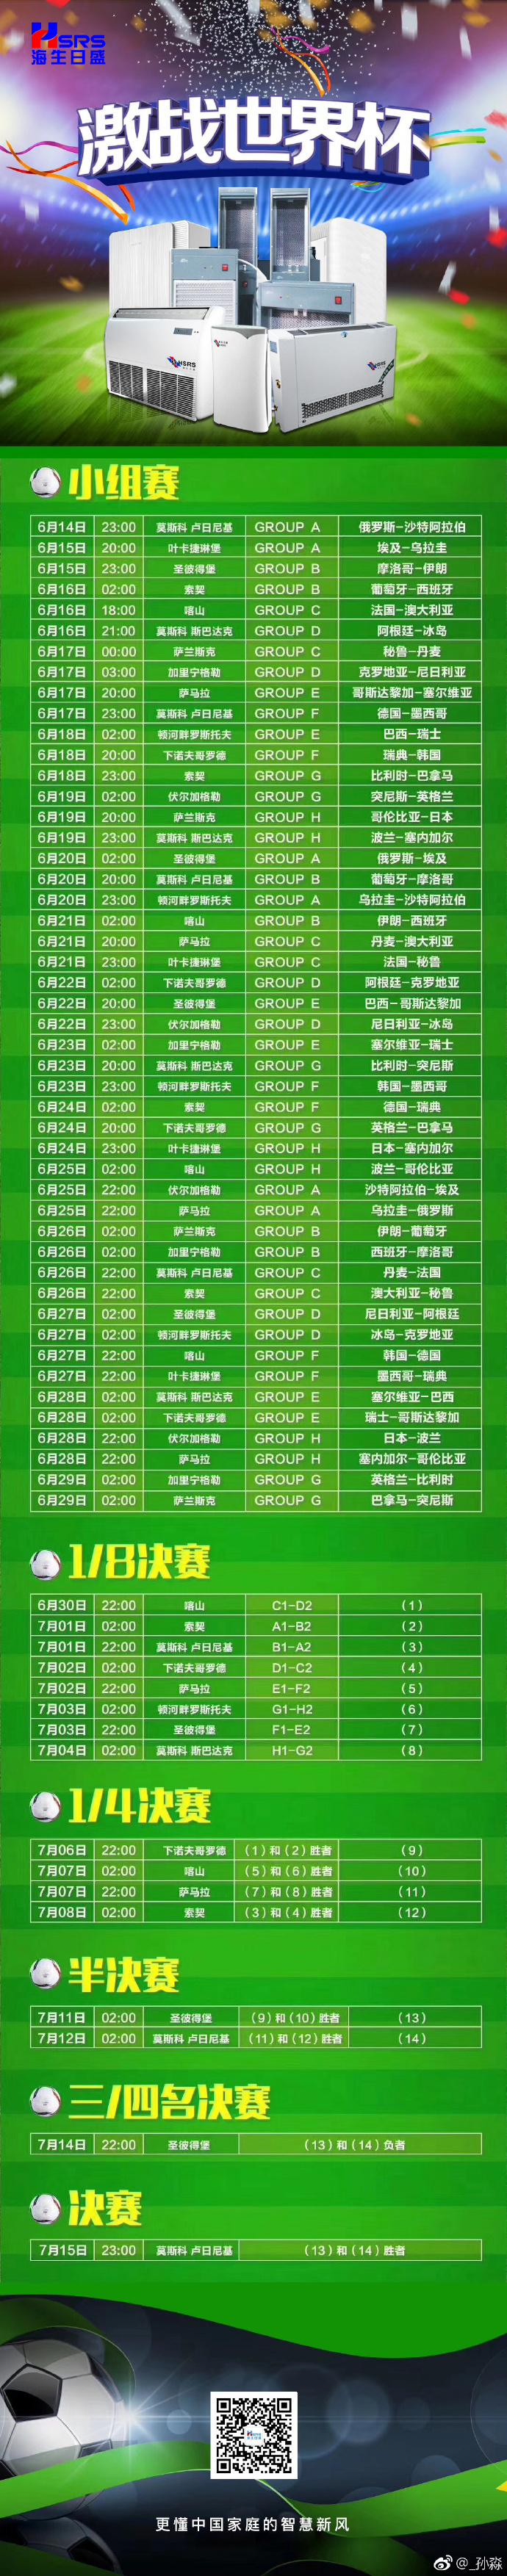 HSRS
海生日盛
激战世界杯
HSRS
HSRS
小组赛
6月14日 23:00 莫斯科 卢日尼基 GROUP A 俄罗斯-沙特阿拉伯
6月15日 20:00 叶卡捷琳堡 GROUP A 埃及-乌拉圭
6月15日 23:00 圣彼得堡 GROUP B 摩洛哥-伊朗
6月16日 02:00 索契 GROUP B 葡萄牙-西班牙
6月16日 18:00 喀山 GROUP C 法国-澳大利亚
6月16日 21:00 莫斯科 斯巴达克 GROUP D 阿根廷-冰岛
6月17日 00:00 萨兰斯克 GROUP C 秘鲁-丹麦
6月17日 03:00 加里宁格勒 GROUP D 克罗地亚-尼日利亚
6月17日 20:00 萨马拉 GROUP E 哥斯达黎加-塞尔维亚
6月17日 23:00 莫斯科 卢日尼基 GROUP F 德国-墨西哥
6月18日 02:00 顿河畔罗斯托夫 GROUP E 巴西-瑞士
6月18日 20:00 下诺夫哥罗德 GROUP F 瑞典-韩国
6月18日 23:00 索契 GROUP G 比利时-巴拿马
6月19日 02:00 伏尔加格勒 GROUP G 突尼斯-英格兰
6月19日 20:00 萨兰斯克 GROUP H 哥伦比亚-日本
6月19日 23:00 莫斯科 斯巴达克 GROUP H 波兰-塞内加尔
6月20日 02:00 圣彼得堡 GROUP A 俄罗斯-埃及
6月20日 20:00 莫斯科 卢日尼基 GROUP B 葡萄牙-摩洛哥
6月20日 23:00 顿河畔罗斯托夫 GROUP A 乌拉圭-沙特阿拉伯
6月21日 02:00 喀山 GROUP B 伊朗-西班牙
6月21日 20:00 萨马拉 GROUP C 丹麦-澳大利亚
6月21日 23:00 叶卡捷琳堡 GROUP C 法国-秘鲁
6月22日 02:00 下诺夫哥罗德 GROUP D 阿根廷-克罗地亚
6月22日 20:00 圣彼得堡 GROUP E 巴西-哥斯达黎加
6月22日 23:00 伏尔加格勒 GROUP D 尼日利亚-冰岛
6月23日 02:00 加里宁格勒 GROUP E 塞尔维亚-瑞士
6月23日 20:00 莫斯科 斯巴达克 GROUP G 比利时-突尼斯
6月23日 23:00 顿河畔罗斯托夫 GROUP F 韩国-墨西哥
6月24日 02:00 索契 GROUP F 德国-瑞典
6月24日 20:00 下诺夫哥罗德 GROUP G 英格兰-巴拿马
6月24日 23:00 叶卡捷琳堡 GROUP H 日本-塞内加尔
6月25日 02:00 喀山 GROUP H 波兰-哥伦比亚
6月25日 22:00 伏尔加格勒 GROUP A 沙特阿拉伯-埃及
6月25日 22:00 萨马拉 GROUP A 乌拉圭-俄罗斯
6月26日 02:00 萨兰斯克 GROUP B 伊朗-葡萄牙
6月26日 02:00 加里宁格勒 GROUP B 西班牙-摩洛哥
6月26日 22:00 莫斯科 卢日尼基 GROUP C 丹麦-法国
6月26日 22:00 索契 GROUP C 澳大利亚-秘鲁
6月27日 02:00 圣彼得堡 GROUP D 尼日利亚-阿根廷
6月27日 02:00 顿河畔罗斯托夫 GROUP D 冰岛-克罗地亚
6月27日 22:00 喀山 GROUP F 韩国-德国
6月27日 22:00 叶卡捷琳堡 GROUP F 墨西哥-瑞典
6月28日 02:00 莫斯科 斯巴达克 GROUP E 塞尔维亚-巴西
6月28日 02:00 下诺夫哥罗德 GROUP E 瑞士-哥斯达黎加
6月28日 22:00 伏尔加格勒 GROUP H 日本-波兰
6月28日 22:00 萨马拉 GROUP H 塞内加尔-哥伦比亚
6月29日 02:00 加里宁格勒 GROUP G 英格兰-比利时
6月29日 02:00 萨兰斯克 GROUP G 巴拿马-突尼斯
1/8决赛
6月30日 22:00 喀山 C1-D2 （1）
7月01日 02:00 索契 A1-B2 （2）
7月01日 22:00 莫斯科 卢日尼基 B1-A2 （3）
7月02日 02:00 下诺夫哥罗德 D1-C2 （4）
7月02日 22:00 萨马拉 E1-F2 （5）
7月03日 02:00 顿河畔罗斯托夫 G1-H2 （6）
7月03日 22:00 圣彼得堡 F1-E2 （7）
7月04日 02:00 莫斯科 斯巴达克 H1-G2 （8）
1/4决赛
7月06日 22:00 下诺夫哥罗德 （1）和（2）胜者 （9）
7月07日 02:00 喀山 （5）和（6）胜者 （10）
7月07日 22:00 萨马拉 （7）和（8）胜者 （11）
7月08日 02:00 索契 （3）和（4）胜者 （12）
半决赛
7月11日 02:00 圣彼得堡 （9）和（10）胜者 （13）
7月12日 02:00 莫斯科 卢日尼基 （11）和（12）胜者 （14）
三/四名决赛
7月14日 22:00 圣彼得堡 （13）和（14）负者
决赛
7月15日 23:00 莫斯科 卢日尼基 （13）和（14）胜者
更懂中国家庭的智慧新风
@_孙淼